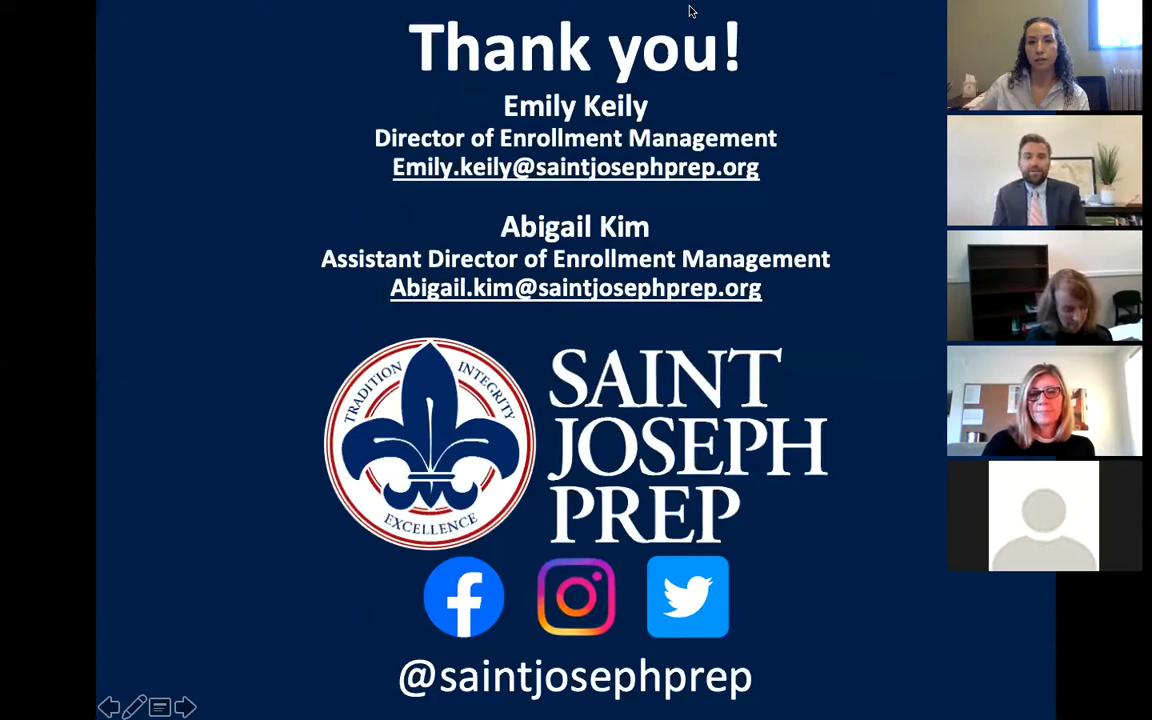 Thank you!
Emily Keily
Director of Enrollment Management
Emily.keily@saintjosephprep.org
Abigail Kim
Assistant Director of Enrollment Management
Abigail.kim@saintjosephprep.org
TRADITION
INTEGRITY
EXCELLENCE
SAINT
JOSEPH
PREP
@saintjosephprep